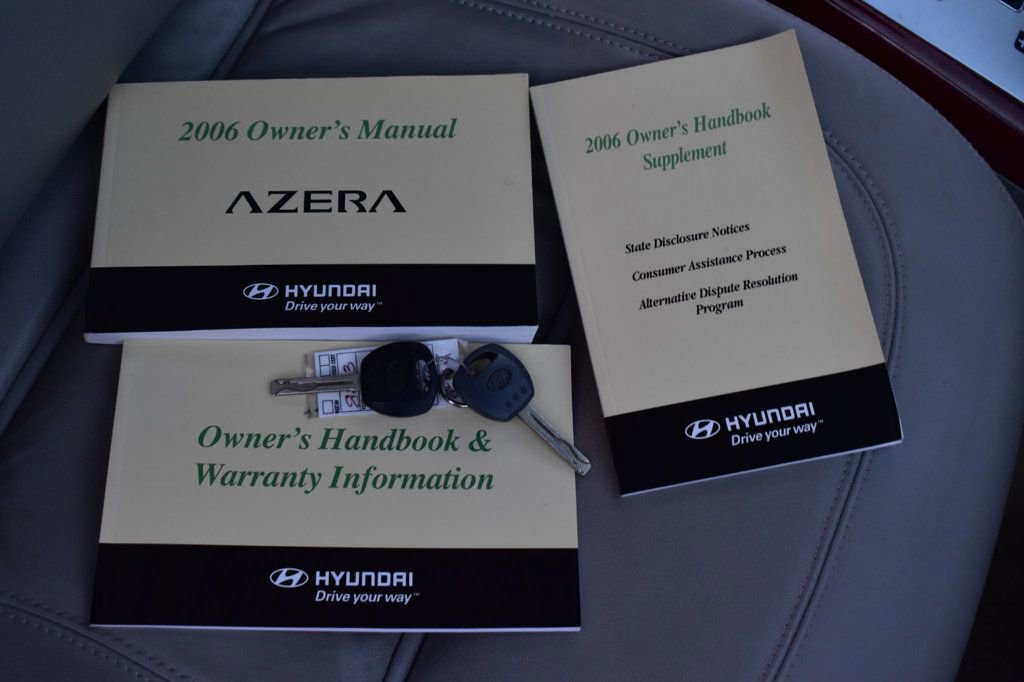 2006 Owner's Manual
AZERA
HYUNDAI
Drive your way™
2006 Owner's Handbook
Supplement
State Disclosure Notices
Consumer Assistance Process
Alternative Dispute Resolution
Program
HYUNDAI
Drive your way™
Owner's Handbook &
Warranty Information
HYUNDAI
Drive your way™